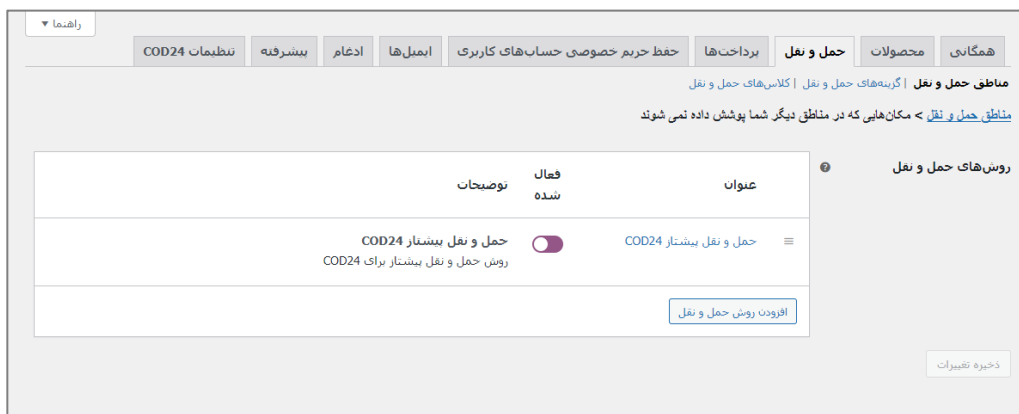 راهنما ▼
همگانی محصولات حمل و نقل پرداخت‌ها حفظ حریم خصوصی حساب‌های کاربری ایمیل‌ها ادغام پیشرفته تنظیمات COD24
مناطق حمل و نقل | گزینه‌های حمل و نقل | کلاس‌های حمل و نقل
مناطق حمل و نقل > مکان‌هایی که در مناطق دیگر شما پوشش داده نمی شوند
روش‌های حمل و نقل ?
عنوان فعال شده توضیحات
حمل و نقل پیشتاز COD24 حمل و نقل پیشتاز COD24
روش حمل و نقل پیشتاز برای COD24
افزودن روش حمل و نقل
ذخیره تغییرات